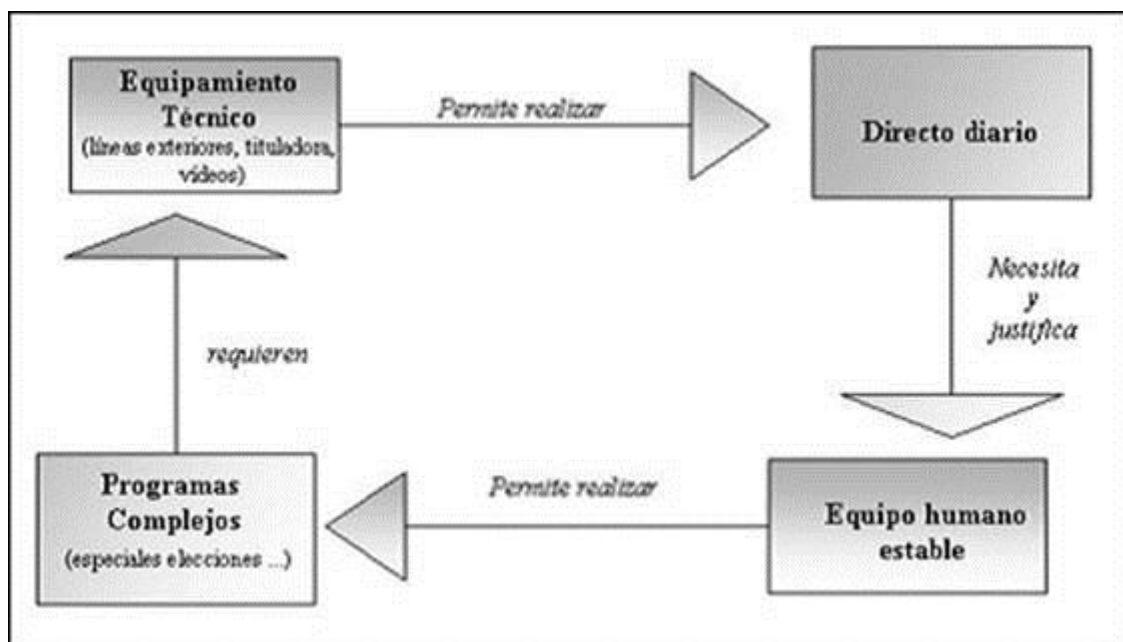 Equipamiento
Técnico
(líneas exteriores, tituladora,
vídeos)
Permite realizar
Directo diario
Necesita
y
justifica
Equipo humano
estable
Permite realizar
Programas
Complejos
(especiales elecciones ...)
requieren